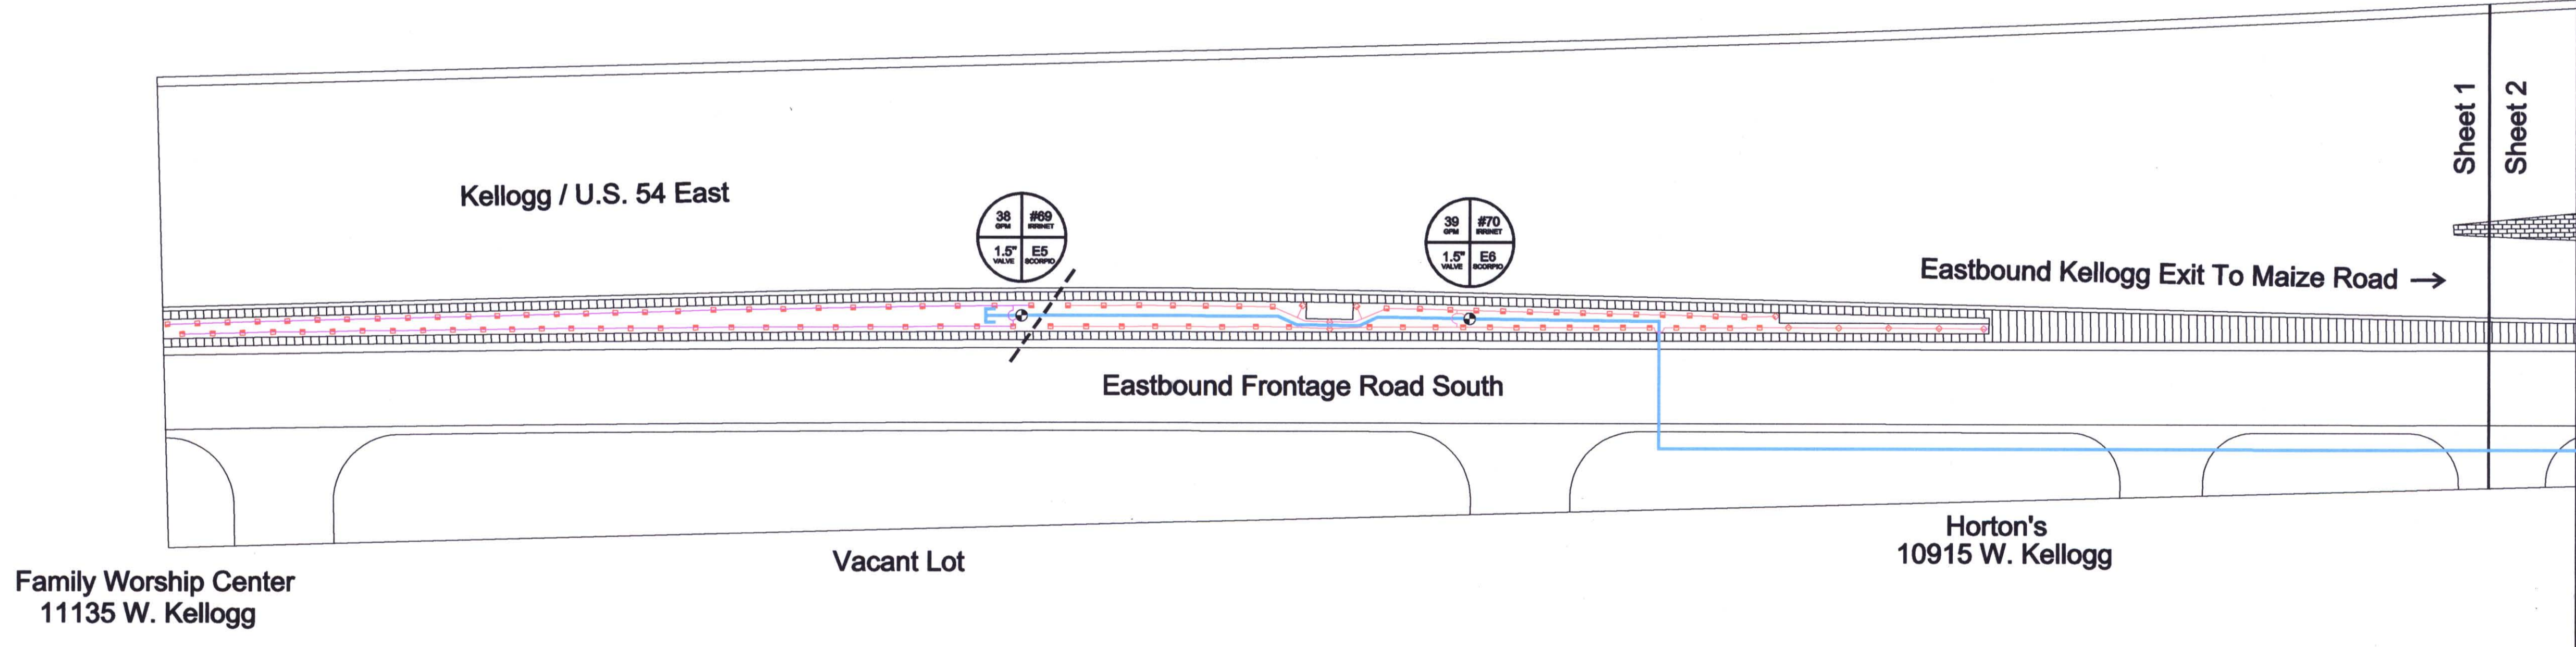 Sheet 1
Sheet 2
Kellogg / U.S. 54 East
38 #69
GPM IRRINET
1.5" E5
VALVE SCORPIO
39 #70
GPM IRRINET
1.5" E6
VALVE SCORPIO
Eastbound Kellogg Exit To Maize Road →
Eastbound Frontage Road South
Horton's
10915 W. Kellogg
Vacant Lot
Family Worship Center
11135 W. Kellogg